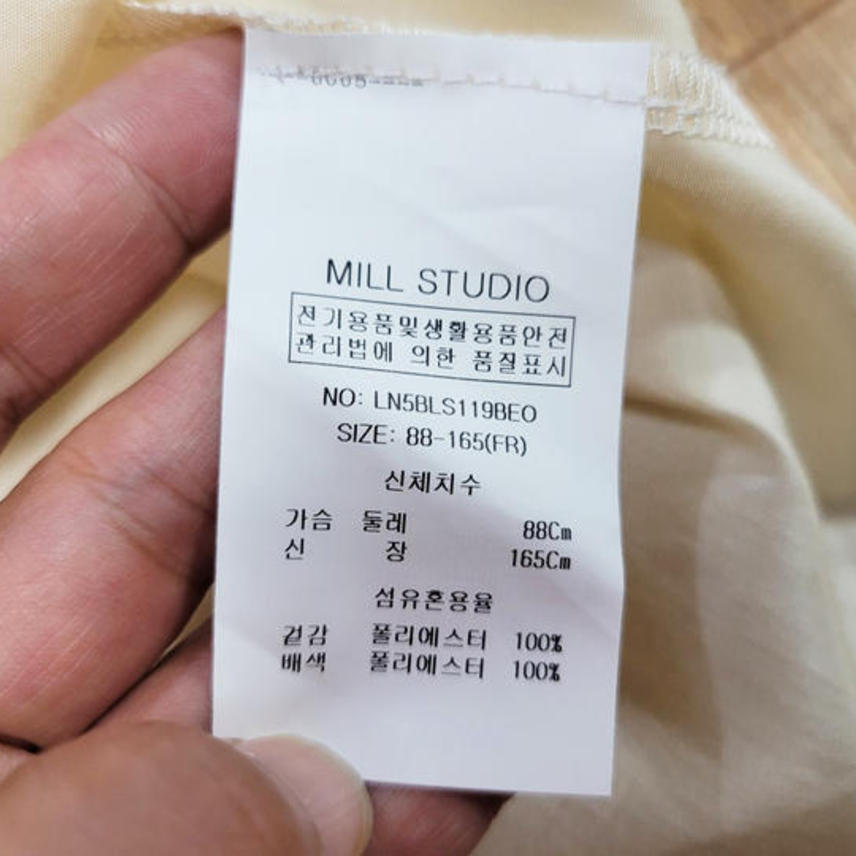 MILL STUDIO
전기용품및생활용품안전
관리법에 의한 품질표시
NO: LN5BLS119BEO
SIZE: 88-165(FR)
신체치수
가슴 둘레 88Cm
신 장 165Cm
섬유혼용율
겉감 폴리에스터 100%
배색 폴리에스터 100%